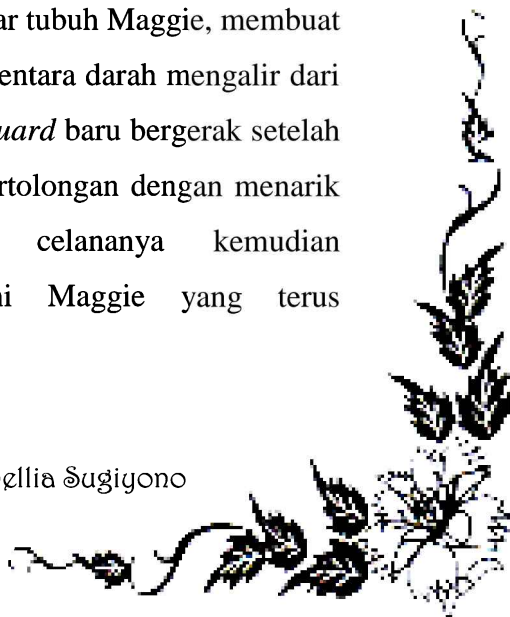 ar tubuh Maggie, membuat
entara darah mengalir dari
uard baru bergerak setelah
rtolongan dengan menarik
celananya kemudian
ni Maggie yang terus
ellia Sugiyono